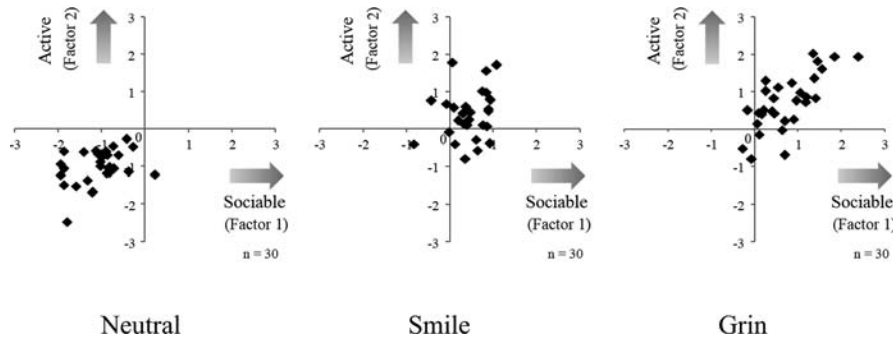 Active
(Factor 2)
3
2
1
0
-3
-2
-1
1
2
3
-1
-2
-3
Sociable
(Factor 1)
n = 30
Neutral
Active
(Factor 2)
3
2
1
0
-3
-2
-1
0
1
2
3
-1
-2
-3
Sociable
(Factor 1)
n = 30
Smile
Active
(Factor 2)
3
2
1
0
-3
-2
-1
0
1
2
3
-1
-2
-3
Sociable
(Factor 1)
n = 30
Grin